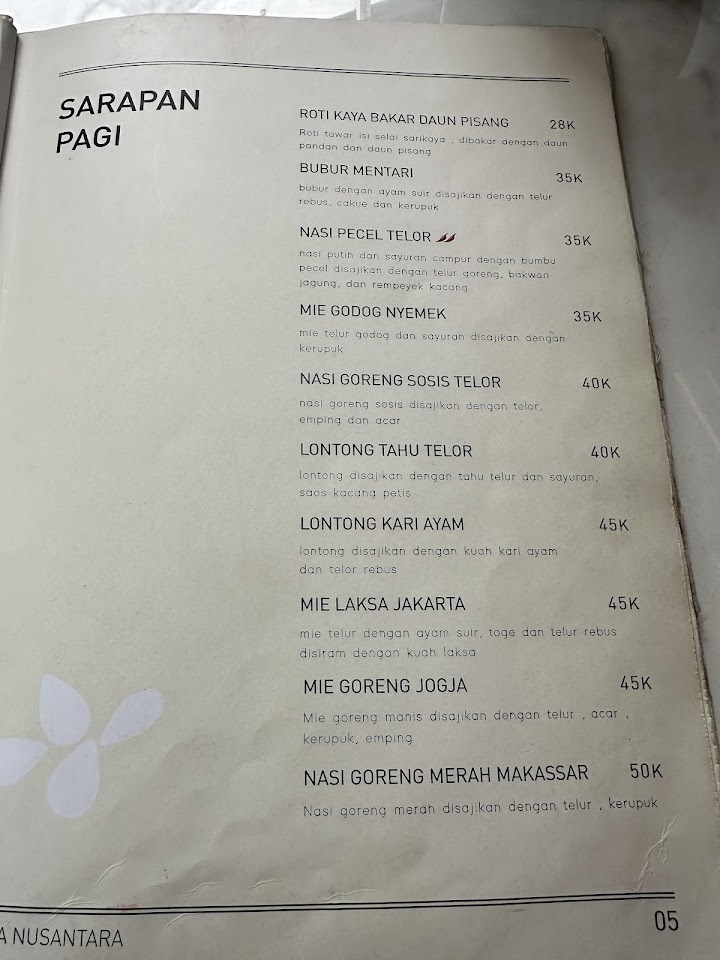 SARAPAN
PAGI
ROTI KAYA BAKAR DAUN PISANG 28K
Roti tawar isi selai sarikaya , dibakar dengan daun
pandan dan daun pisang
BUBUR MENTARI 35K
bubur dengan ayam suir disajikan dengan telur
rebus, cakue dan kerupuk
NASI PECEL TELOR 35K
nasi putih dan sayuran campur dengan bumbu
pecel disajikan dengan telur goreng, bakwan
jagung, dan rempeyek kacang
MIE GODOG NYEMEK 35K
mie telur godog dan sayuran disajikan dengan
kerupuk
NASI GORENG SOSIS TELOR 40K
nasi goreng sosis disajikan dengan telor,
emping dan acar
LONTONG TAHU TELOR 40K
lontong disajikan dengan tahu telur dan sayuran,
saos kacang petis
LONTONG KARI AYAM 45K
lontong disajikan dengan kuah kari ayam
dan telor rebus
MIE LAKSA JAKARTA 45K
mie telur dengan ayam suir, toge dan telur rebus
disiram dengan kuah laksa
MIE GORENG JOGJA 45K
Mie goreng manis disajikan dengan telur , acar ,
kerupuk, emping
NASI GORENG MERAH MAKASSAR 50K
Nasi goreng merah disajikan dengan telur , kerupuk
A NUSANTARA 05